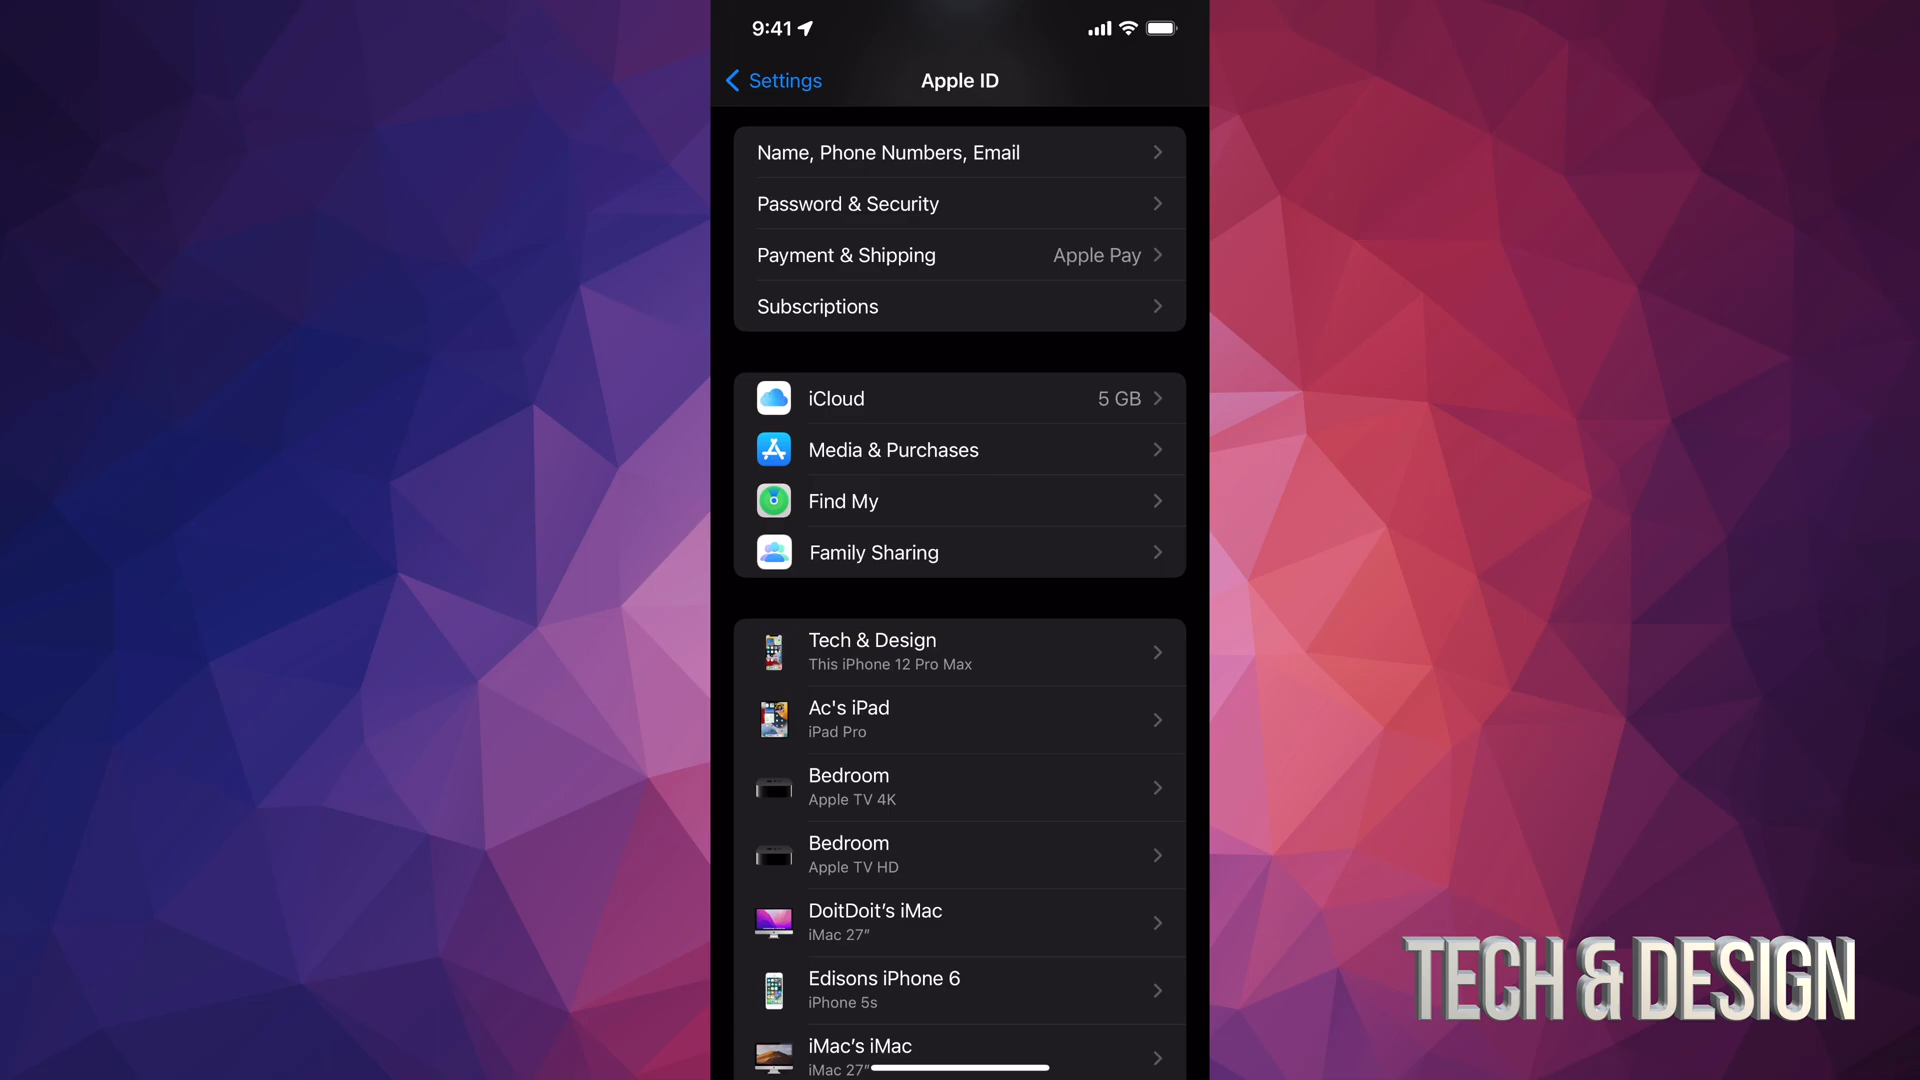 9:41
Settings
Apple ID
Name, Phone Numbers, Email
Password & Security
Payment & Shipping Apple Pay
Subscriptions
iCloud 5 GB
Media & Purchases
Find My
Family Sharing
Tech & Design
This iPhone 12 Pro Max
Ac's iPad
iPad Pro
Bedroom
Apple TV 4K
Bedroom
Apple TV HD
DoitDoit’s iMac
iMac 27”
Edisons iPhone 6
iPhone 5s
iMac’s iMac
iMac 27”
TECH & DESIGN